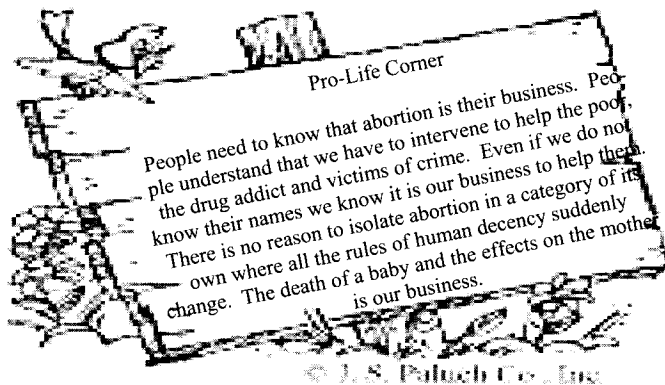 Pro-Life Corner
People need to know that abortion is their business. Peo-
ple understand that we have to intervene to help the poor,
the drug addict and victims of crime. Even if we do not
know their names we know it is our business to help them.
There is no reason to isolate abortion in a category of its
own where all the rules of human decency suddenly
change. The death of a baby and the effects on the mother
is our business.
© J. S. Paluch Co., Inc.